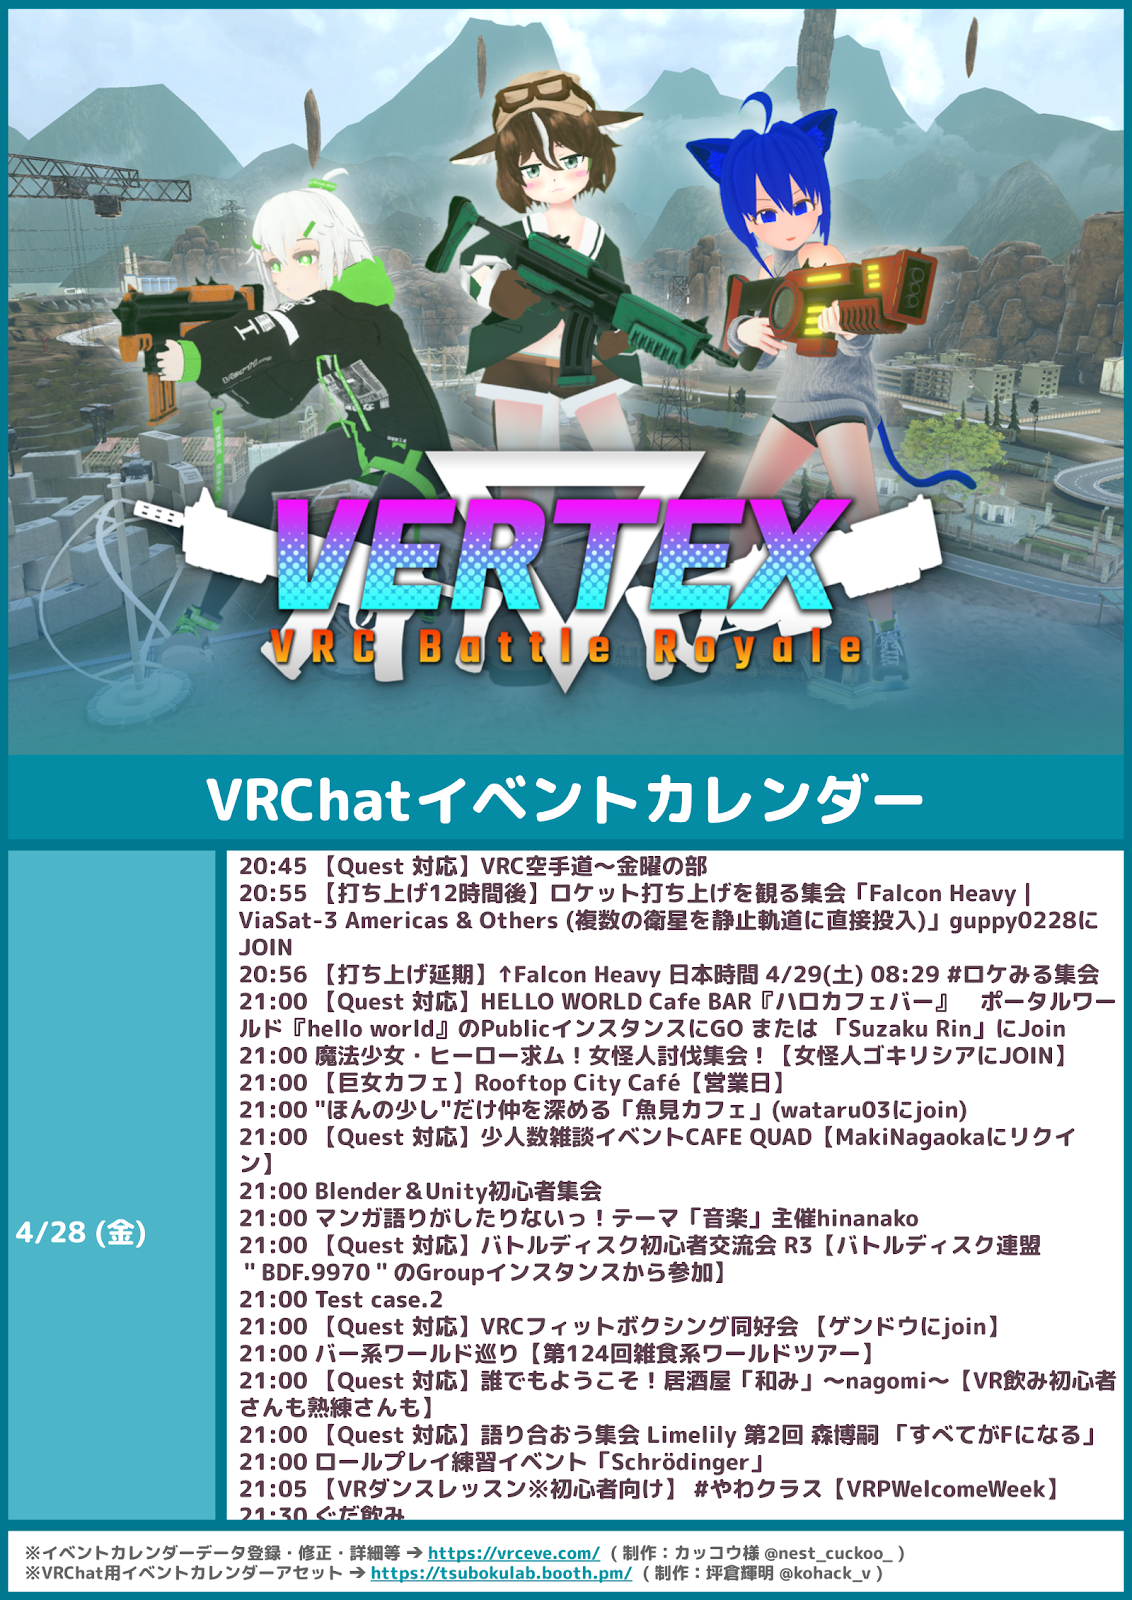 VERTEX
VRC Battle Royale
VRChatイベントカレンダー
4/28 (金)
20:45 【Quest 対応】VRC空手道～金曜の部
20:55 【打ち上げ12時間後】ロケット打ち上げを観る集会「Falcon Heavy |
ViaSat-3 Americas & Others (複数の衛星を静止軌道に直接投入)」guppy0228に
JOIN
20:56 【打ち上げ延期】↑Falcon Heavy 日本時間 4/29(土) 08:29 #ロケみる集会
21:00 【Quest 対応】HELLO WORLD Cafe BAR『ハロカフェバー』　ポータルワー
ルド『hello world』のPublicインスタンスにGO または 「Suzaku Rin」にJoin
21:00 魔法少女・ヒーロー求ム！女怪人討伐集会！【女怪人ゴキリシアにJOIN】
21:00 【巨女カフェ】Rooftop City Café【営業日】
21:00 "ほんの少し"だけ仲を深める「魚見カフェ」(wataru03にjoin)
21:00 【Quest 対応】少人数雑談イベントCAFE QUAD【MakiNagaokaにリクイ
ン】
21:00 Blender＆Unity初心者集会
21:00 マンガ語りがしたりないっ！テーマ「音楽」主催hinanako
21:00 【Quest 対応】バトルディスク初心者交流会 R3【バトルディスク連盟
＂BDF.9970＂のGroupインスタンスから参加】
21:00 Test case.2
21:00 【Quest 対応】VRCフィットボクシング同好会 【ゲンドウにjoin】
21:00 バー系ワールド巡り【第124回雑食系ワールドツアー】
21:00 【Quest 対応】誰でもようこそ！居酒屋「和み」～nagomi～【VR飲み初心者
さんも熟練さんも】
21:00 【Quest 対応】語り合おう集会 Limelily 第2回 森博嗣 「すべてがFになる」
21:00 ロールプレイ練習イベント「Schrödinger」
21:05 【VRダンスレッスン※初心者向け】 #やわクラス【VRPWelcomeWeek】
21:30 ぐだ飲み
※イベントカレンダーデータ登録・修正・詳細等 ➔ https://vrceve.com/ ( 制作：カッコウ様 @nest_cuckoo_ )
※VRChat用イベントカレンダーアセット ➔ https://tsubokulab.booth.pm/ ( 制作：坪倉輝明 @kohack_v )